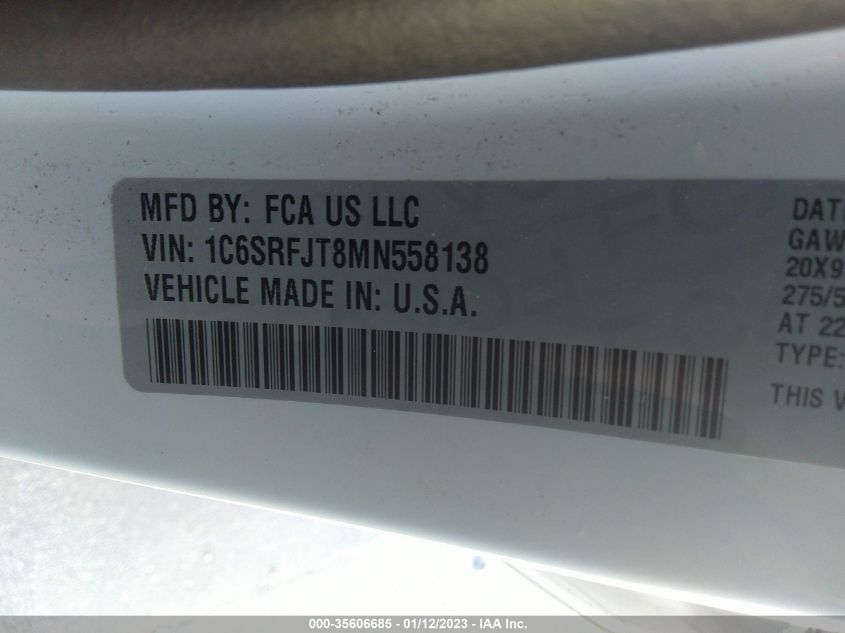 MFD BY: FCA US LLC
VIN: 1C6SRFJT8MN558138
VEHICLE MADE IN: U.S.A.
DAT
GAW
20X9
275/5
AT 22
TYPE:
THIS V
000-35606685 - 01/12/2023 - IAA Inc.